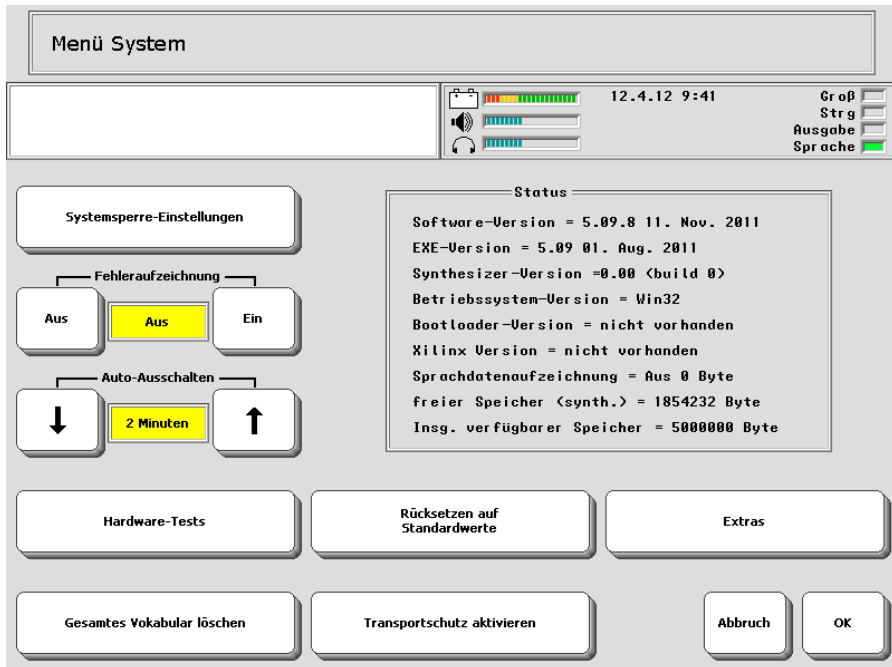 Menü System
12.4.12 9:41
Groß
Strg
Ausgabe
Sprache
Systemsperre-Einstellungen
Fehleraufzeichnung
Aus
Aus
Ein
Auto-Ausschalten
2 Minuten
Status
Software-Version = 5.09.8 11. Nov. 2011
EXE-Version = 5.09 01. Aug. 2011
Synthesizer-Version =0.00 (build 0)
Betriebssystem-Version = Win32
Bootloader-Version = nicht vorhanden
Xilinx Version = nicht vorhanden
Sprachdatenaufzeichnung = Aus 0 Byte
freier Speicher (synth.) = 1854232 Byte
Insg. verfügbarer Speicher = 5000000 Byte
Hardware-Tests
Rücksetzen auf
Standardwerte
Extras
Gesamtes Vokabular löschen
Transportschutz aktivieren
Abbruch
OK